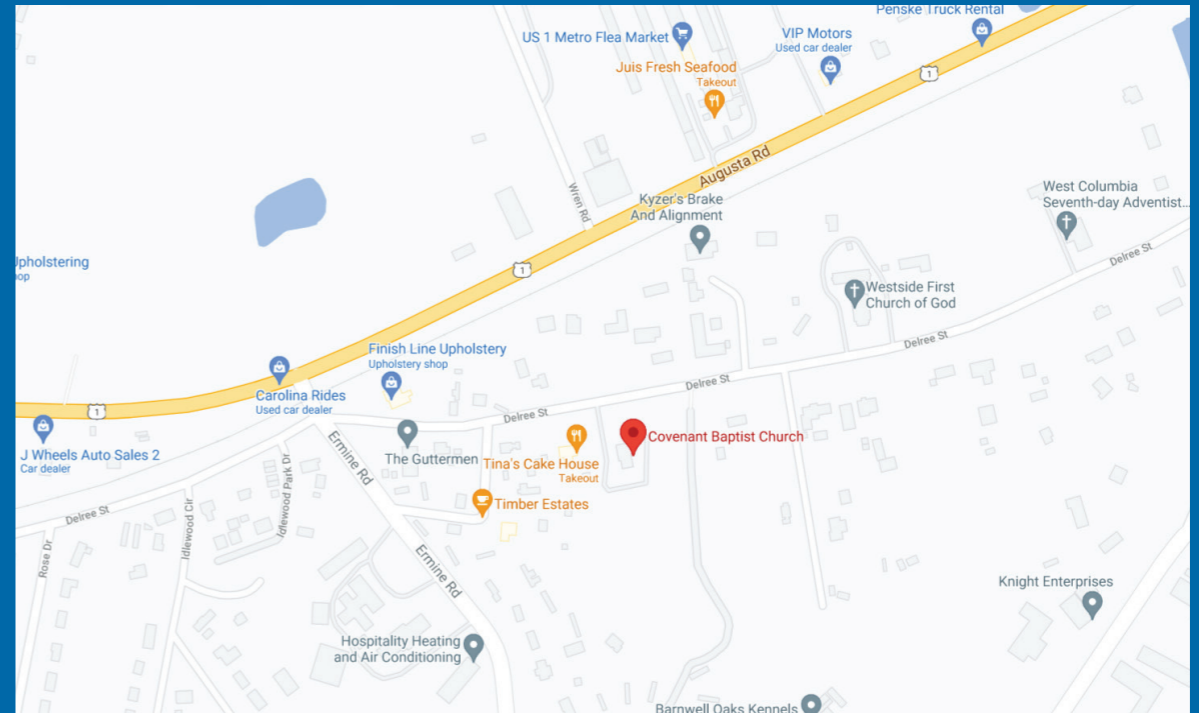 Penske Truck Rental
US 1 Metro Flea Market
VIP Motors
Used car dealer
Juis Fresh Seafood
Takeout
1
Augusta Rd
Wren Rd
Kyzer's Brake
And Alignment
West Columbia
Seventh-day Adventist...
Delree St
Upholstering
1
Westside First
Church of God
Delree St
Finish Line Upholstery
Upholstery shop
Carolina Rides
Used car dealer
1
Delree St
Delree St
J Wheels Auto Sales 2
Car dealer
Ermine Rd
The Guttermen
Tina's Cake House
Takeout
Covenant Baptist Church
Timber Estates
Delree St
Idlewood Park Dr
Idlewood Cir
Rose Dr
Ermine Rd
Knight Enterprises
Hospitality Heating
and Air Conditioning
Barnwell Oaks Kennels